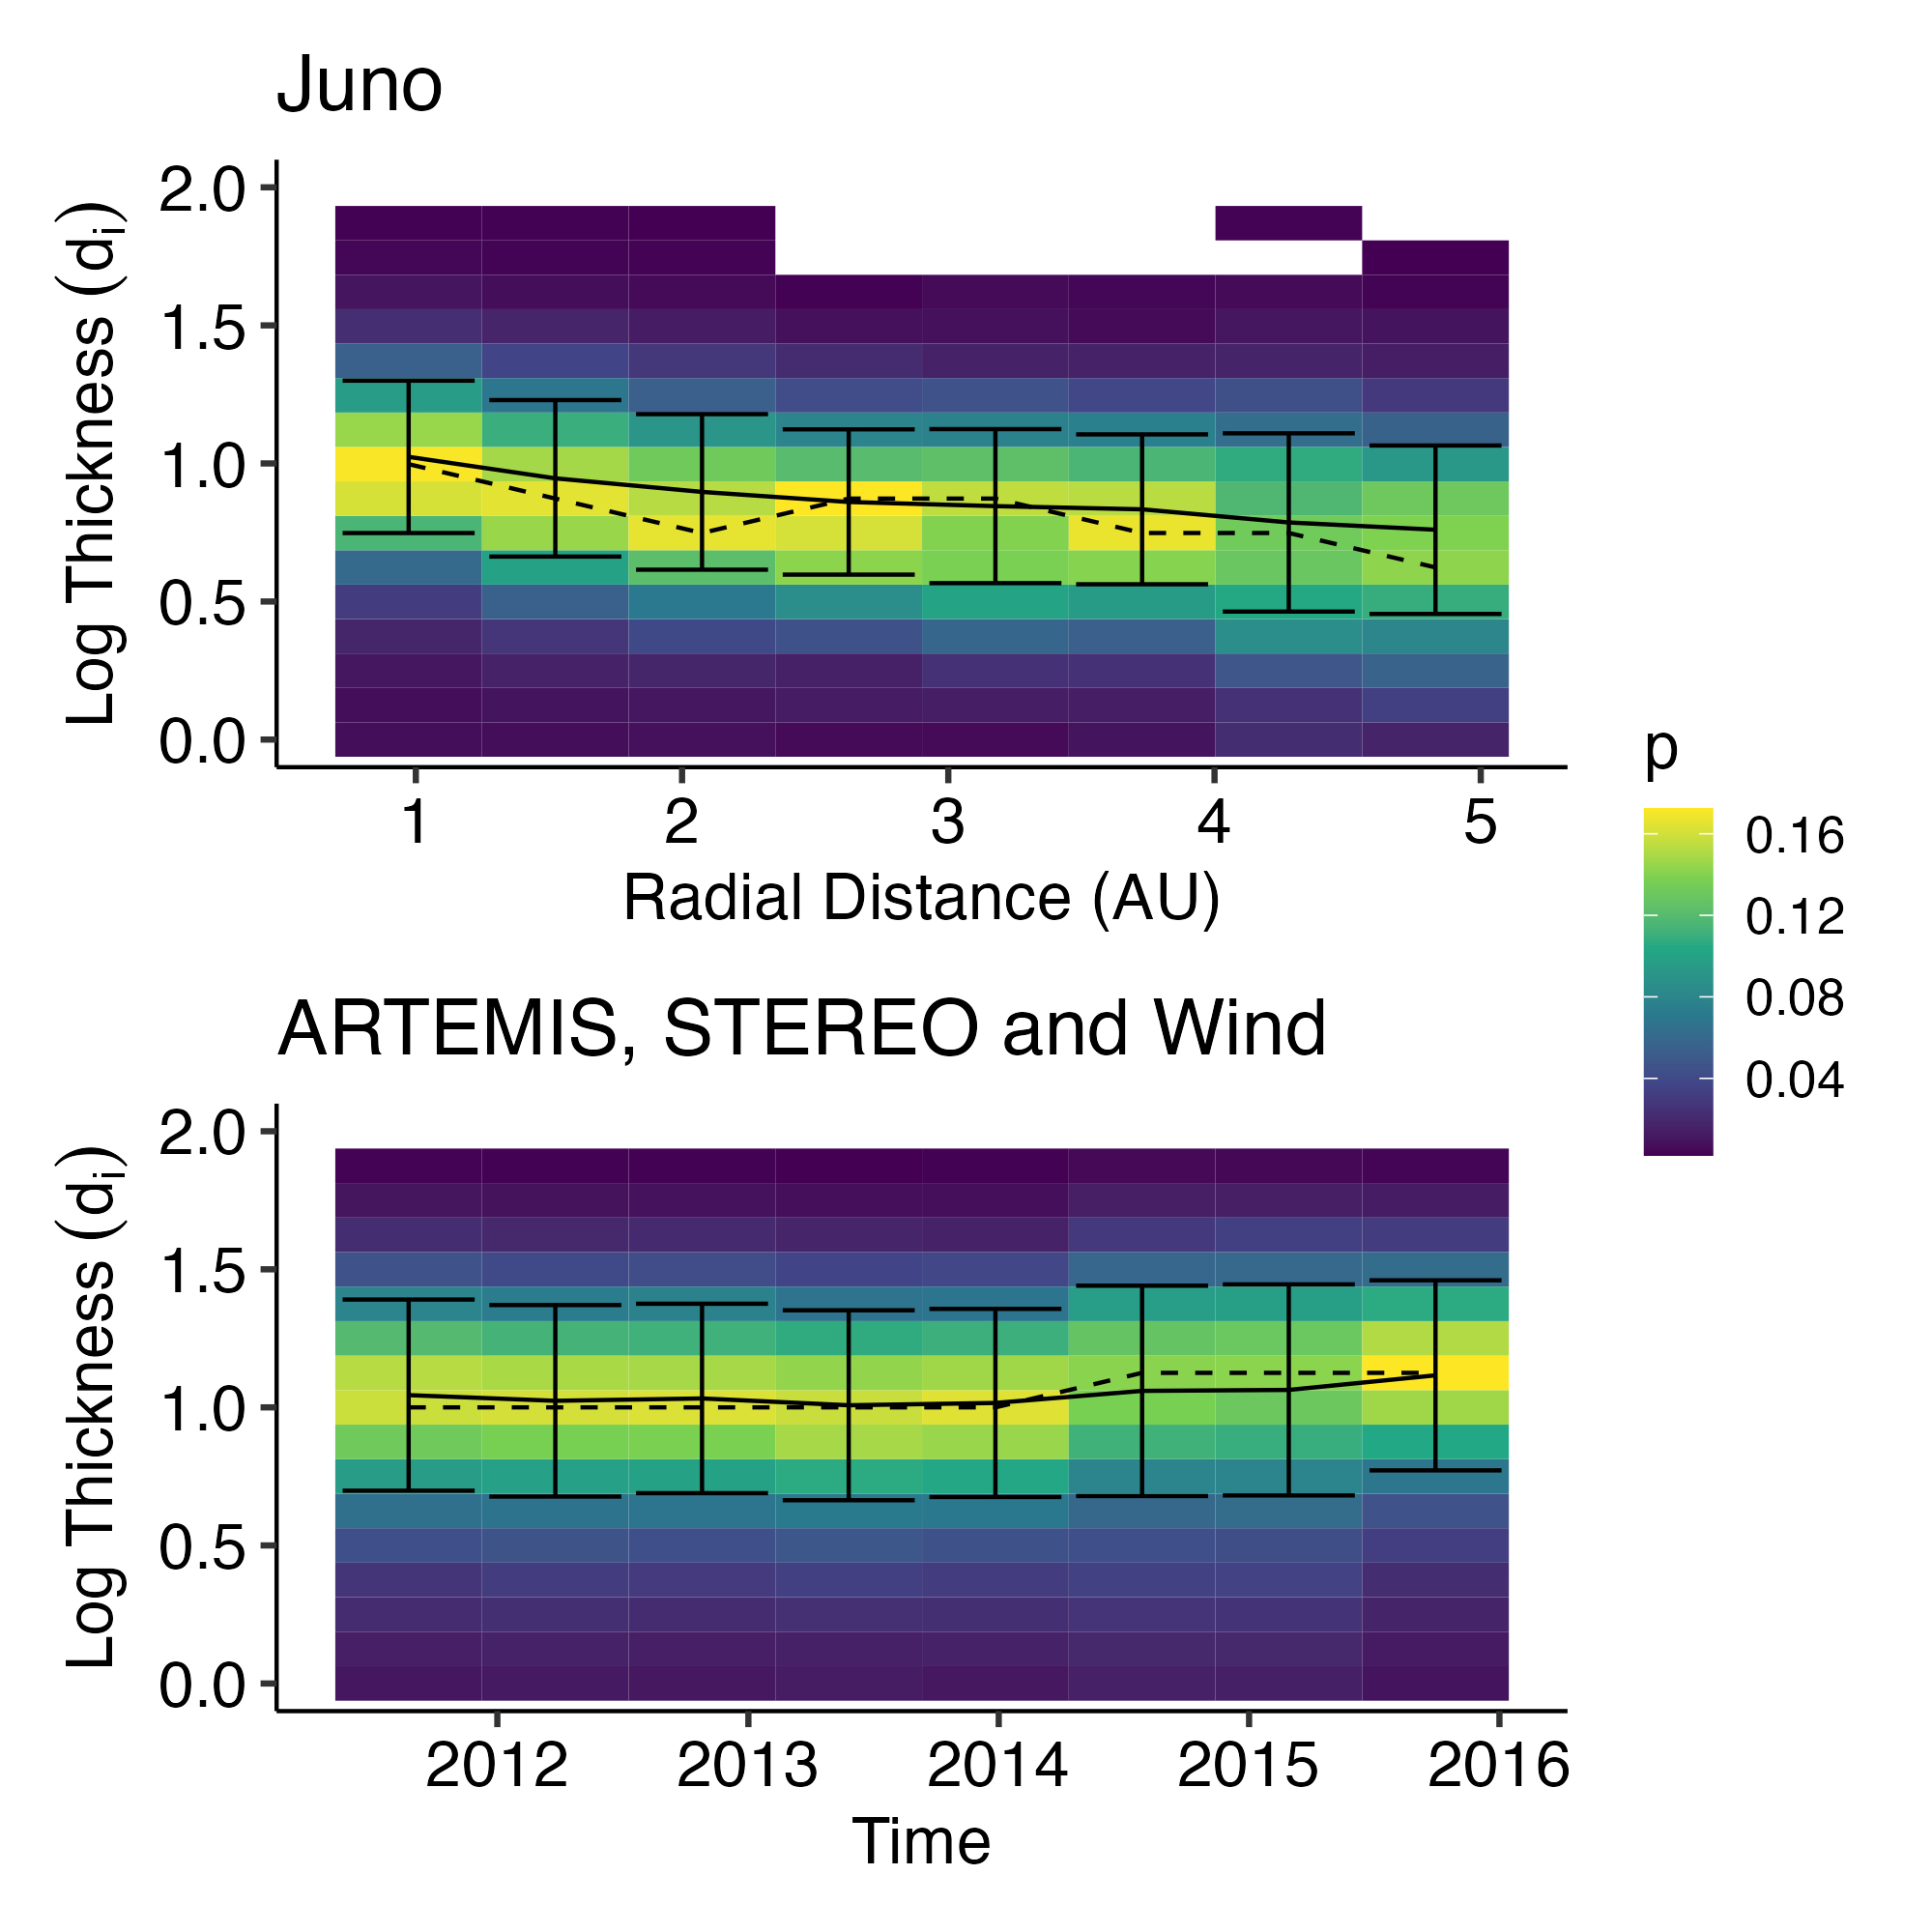 Juno
Log Thickness (dᵢ)
2.0
1.5
1.0
0.5
0.0
1 2 3 4 5
Radial Distance (AU)
p
0.16
0.12
0.08
0.04
ARTEMIS, STEREO and Wind
Log Thickness (dᵢ)
2.0
1.5
1.0
0.5
0.0
2012 2013 2014 2015 2016
Time